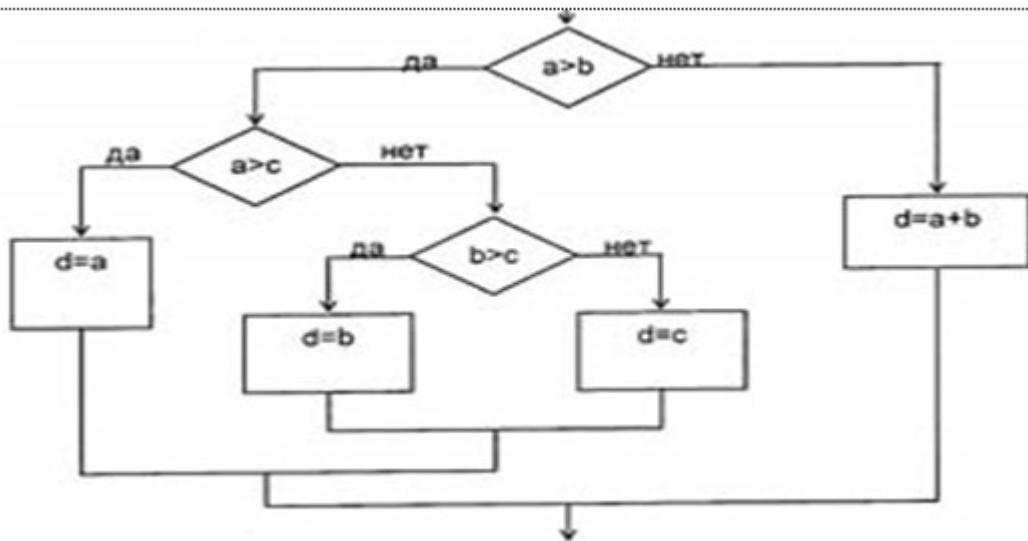 да
a>b
нет
да
a>c
нет
d=a+b
d=a
да
b>c
нет
d=b
d=c